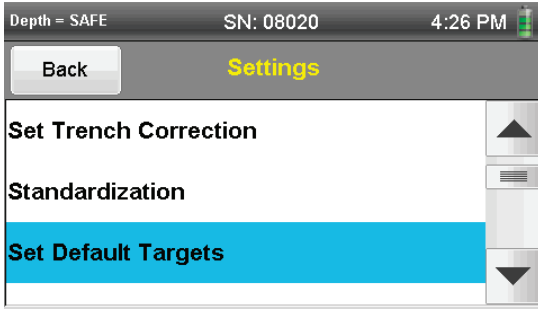 Depth = SAFE SN: 08020 4:26 PM
Back Settings
Set Trench Correction
Standardization
Set Default Targets